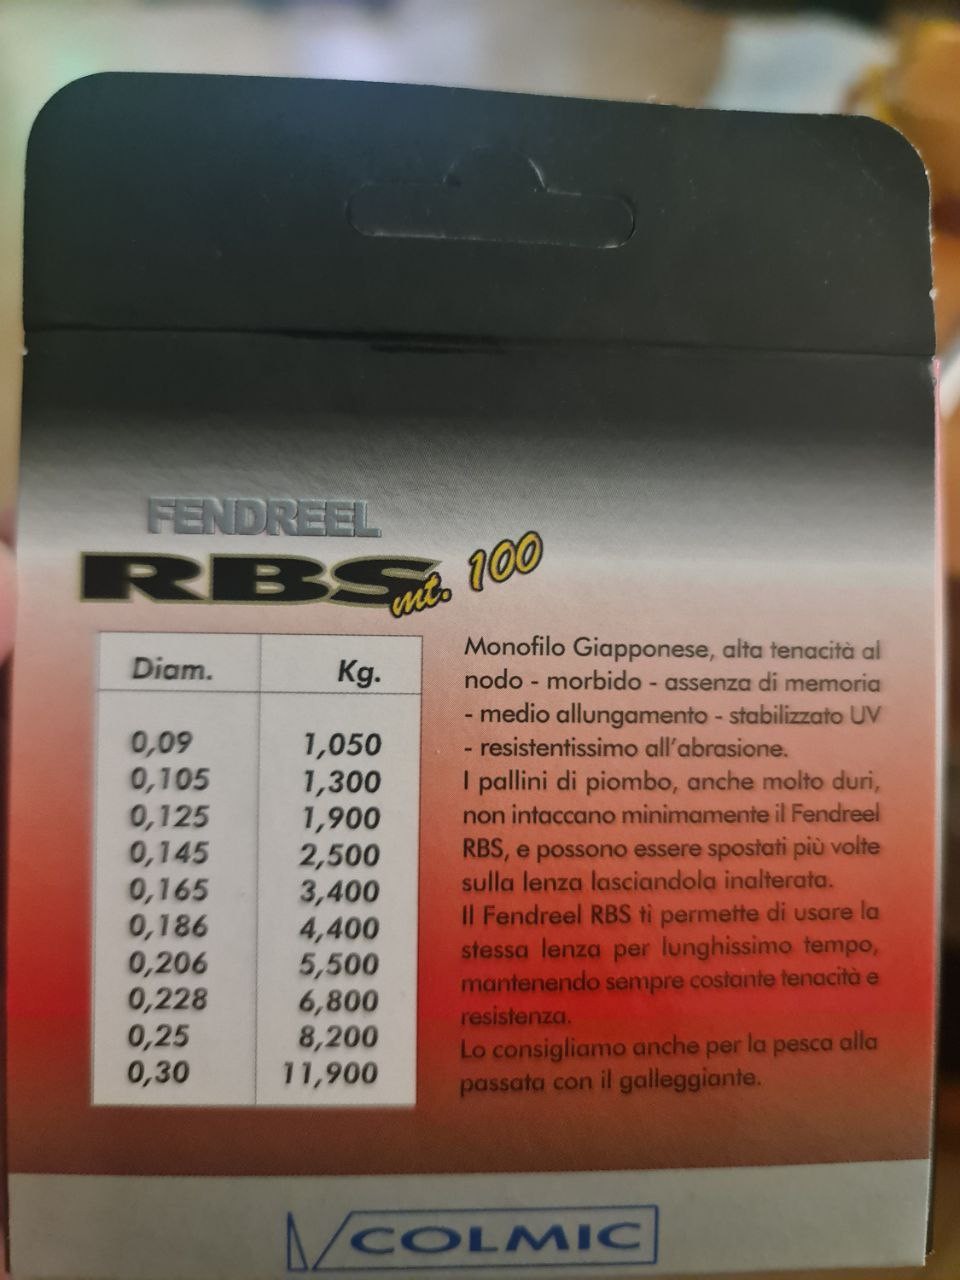 FENDREEL
RBS mt. 100
Diam. Kg.
0,09 1,050
0,105 1,300
0,125 1,900
0,145 2,500
0,165 3,400
0,186 4,400
0,206 5,500
0,228 6,800
0,25 8,200
0,30 11,900
Monofilo Giapponese, alta tenacità al
nodo - morbido - assenza di memoria
- medio allungamento - stabilizzato UV
- resistentissimo all'abrasione.
I pallini di piombo, anche molto duri,
non intaccano minimamente il Fendreel
RBS, e possono essere spostati più volte
sulla lenza lasciandola inalterata.
Il Fendreel RBS ti permette di usare la
stessa lenza per lunghissimo tempo,
mantenendo sempre costante tenacità e
resistenza.
Lo consigliamo anche per la pesca alla
passata con il galleggiante.
COLMIC